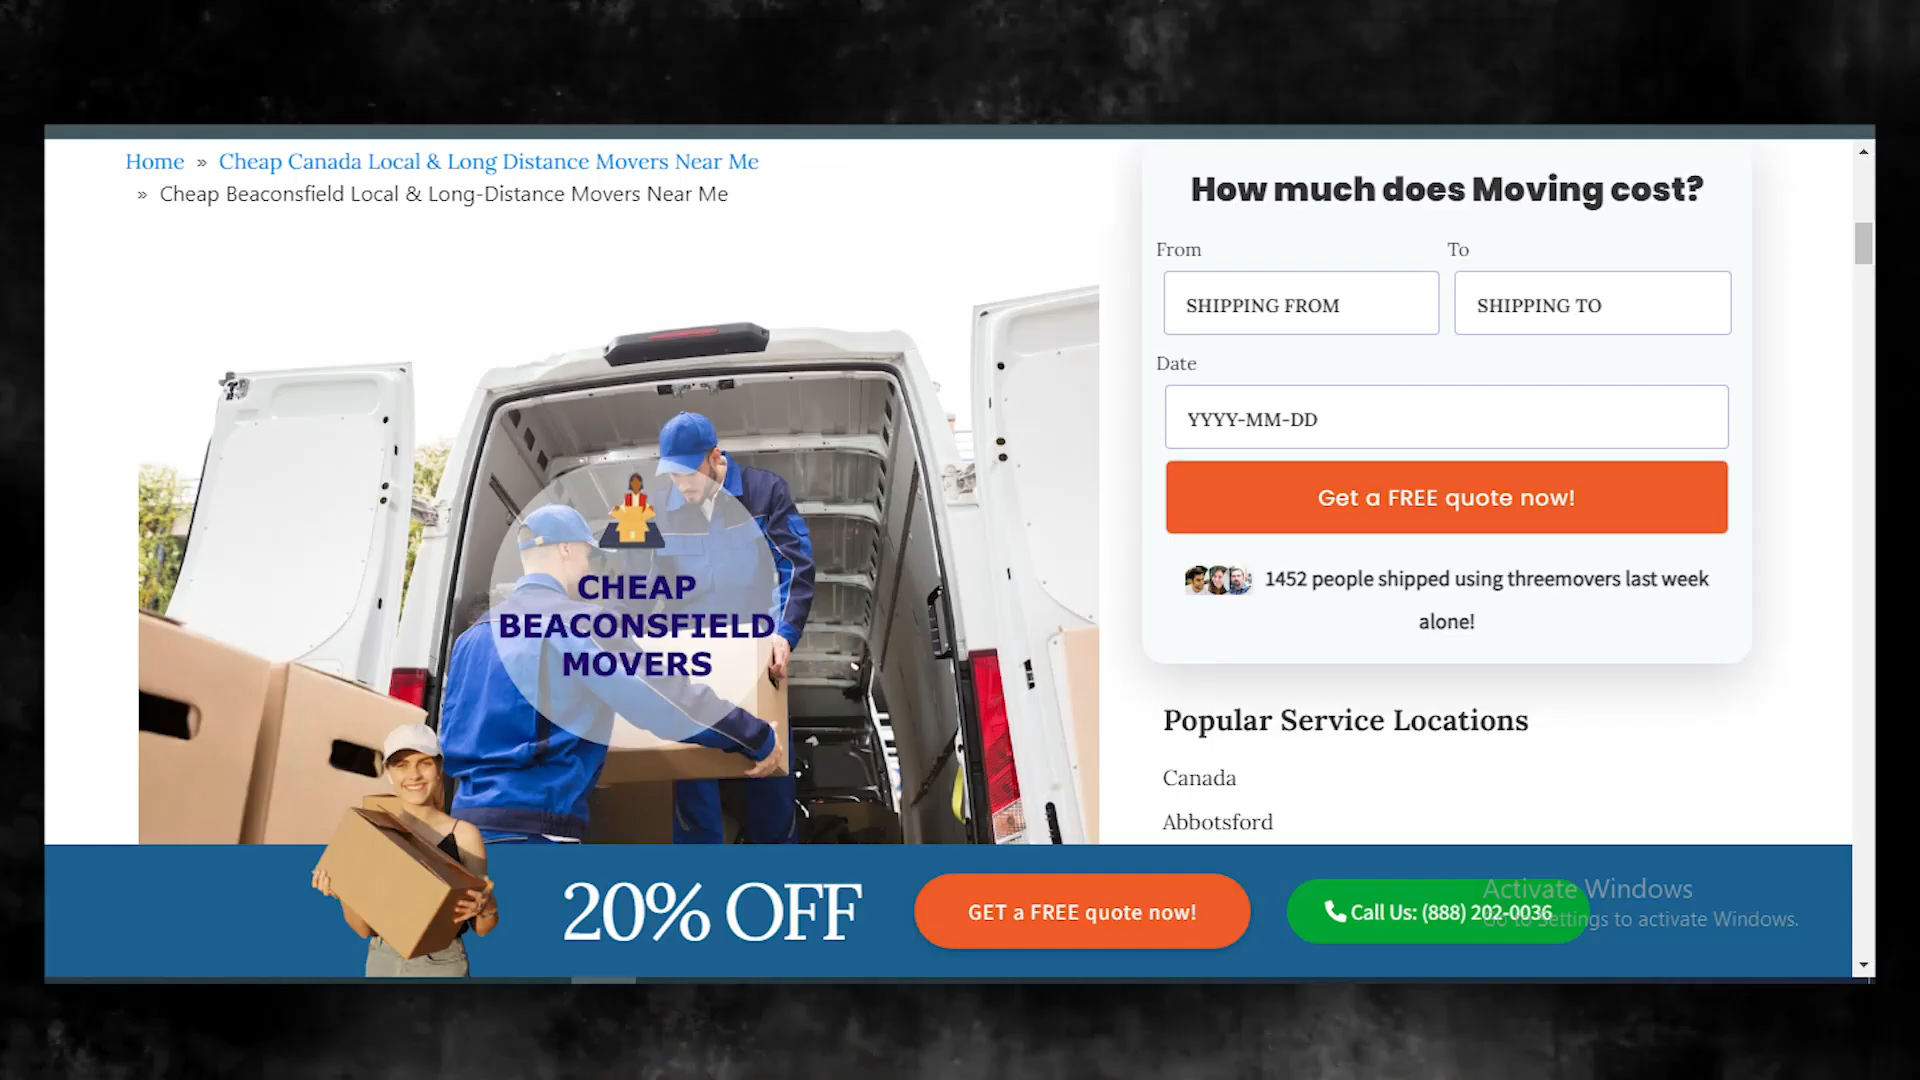 Home » Cheap Canada Local & Long Distance Movers Near Me
» Cheap Beaconsfield Local & Long-Distance Movers Near Me
CHEAP
BEACONSFIELD
MOVERS
How much does Moving cost?
From
To
SHIPPING FROM
SHIPPING TO
Date
YYYY-MM-DD
Get a FREE quote now!
1452 people shipped using threemovers last week
alone!
Popular Service Locations
Canada
Abbotsford
20% OFF
GET a FREE quote now!
Call Us: (888) 202-0036
Activate Windows
Go to Settings to activate Windows.